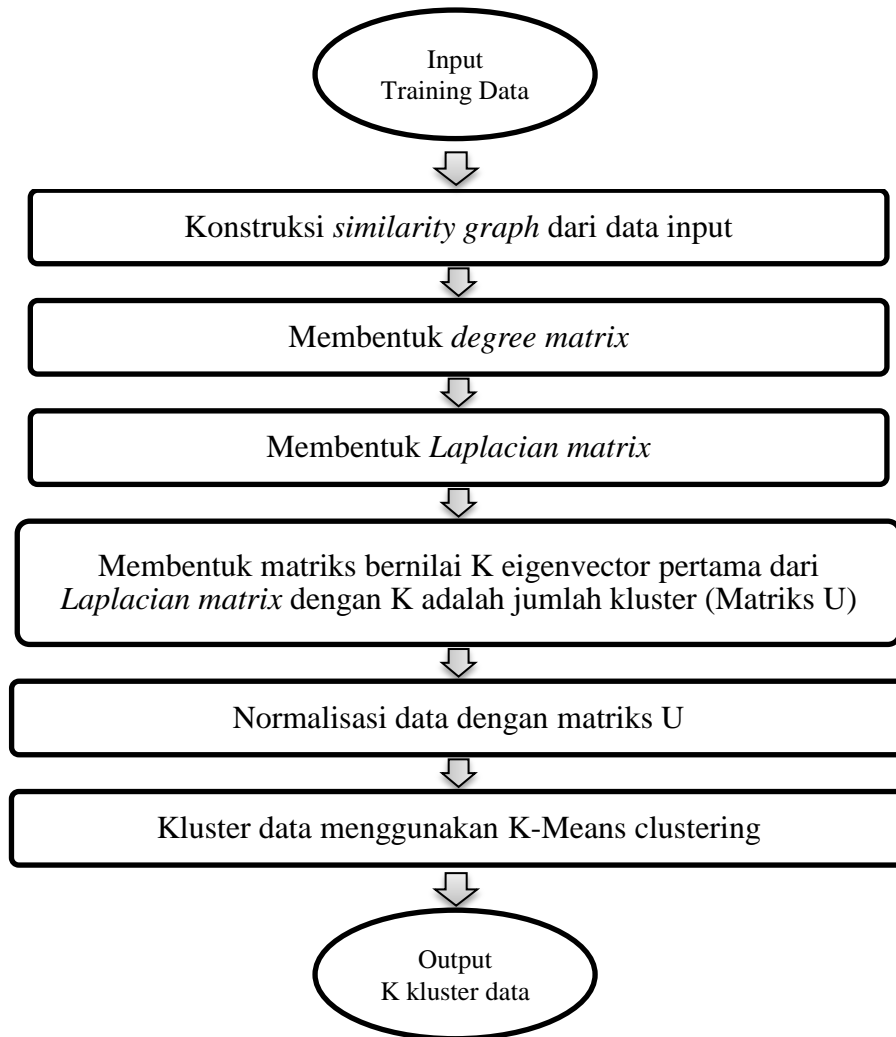 Input
Training Data
Konstruksi similarity graph dari data input
Membentuk degree matrix
Membentuk Laplacian matrix
Membentuk matriks bernilai K eigenvector pertama dari
Laplacian matrix dengan K adalah jumlah kluster (Matriks U)
Normalisasi data dengan matriks U
Kluster data menggunakan K-Means clustering
Output
K kluster data